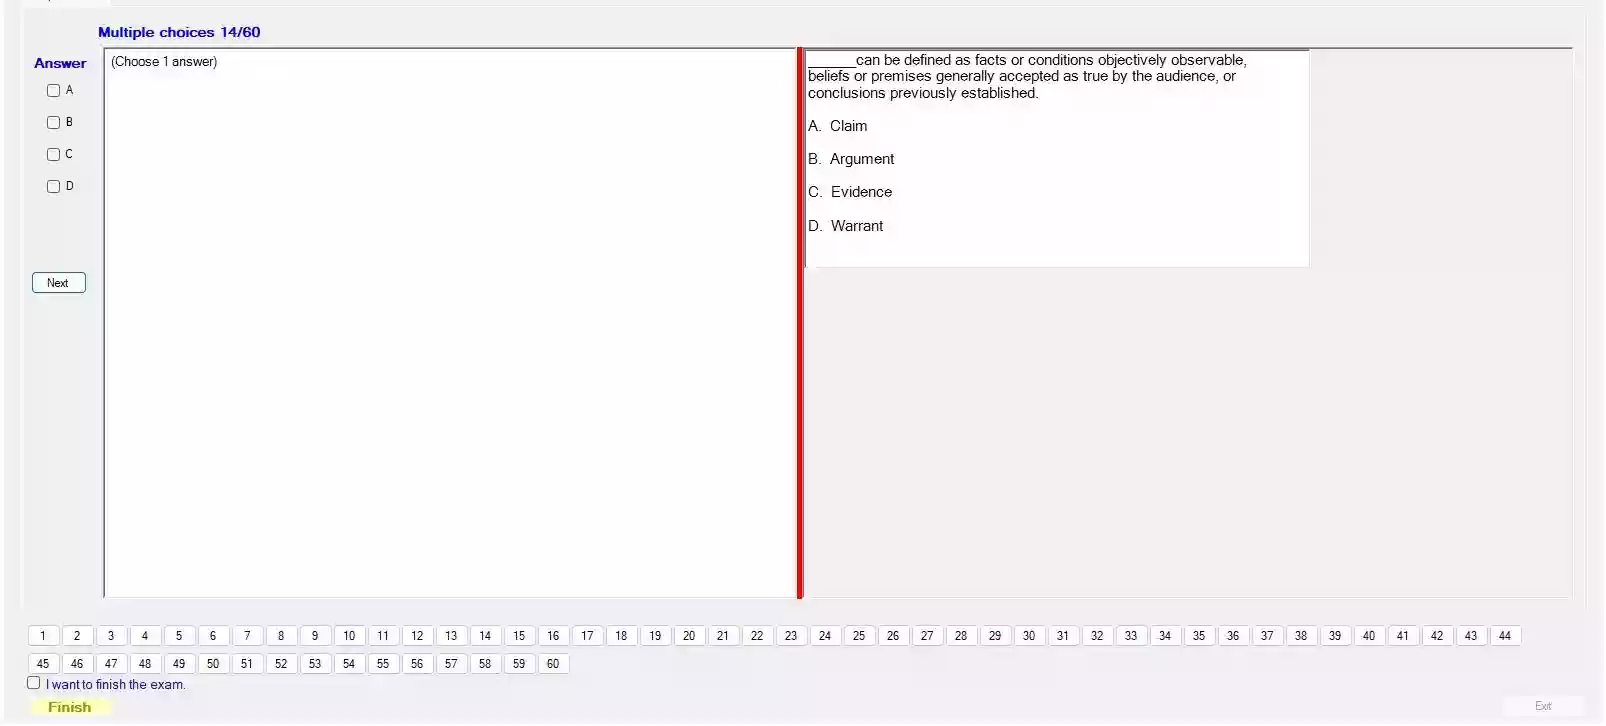 Multiple choices 14/60
Answer
(Choose 1 answer)
A
B
C
D
Next
______can be defined as facts or conditions objectively observable,
beliefs or premises generally accepted as true by the audience, or
conclusions previously established.
A. Claim
B. Argument
C. Evidence
D. Warrant
1 2 3 4 5 6 7 8 9 10 11 12 13 14 15 16 17 18 19 20 21 22 23 24 25 26 27 28 29 30 31 32 33 34 35 36 37 38 39 40 41 42 43 44
45 46 47 48 49 50 51 52 53 54 55 56 57 58 59 60
I want to finish the exam.
Finish
Exit